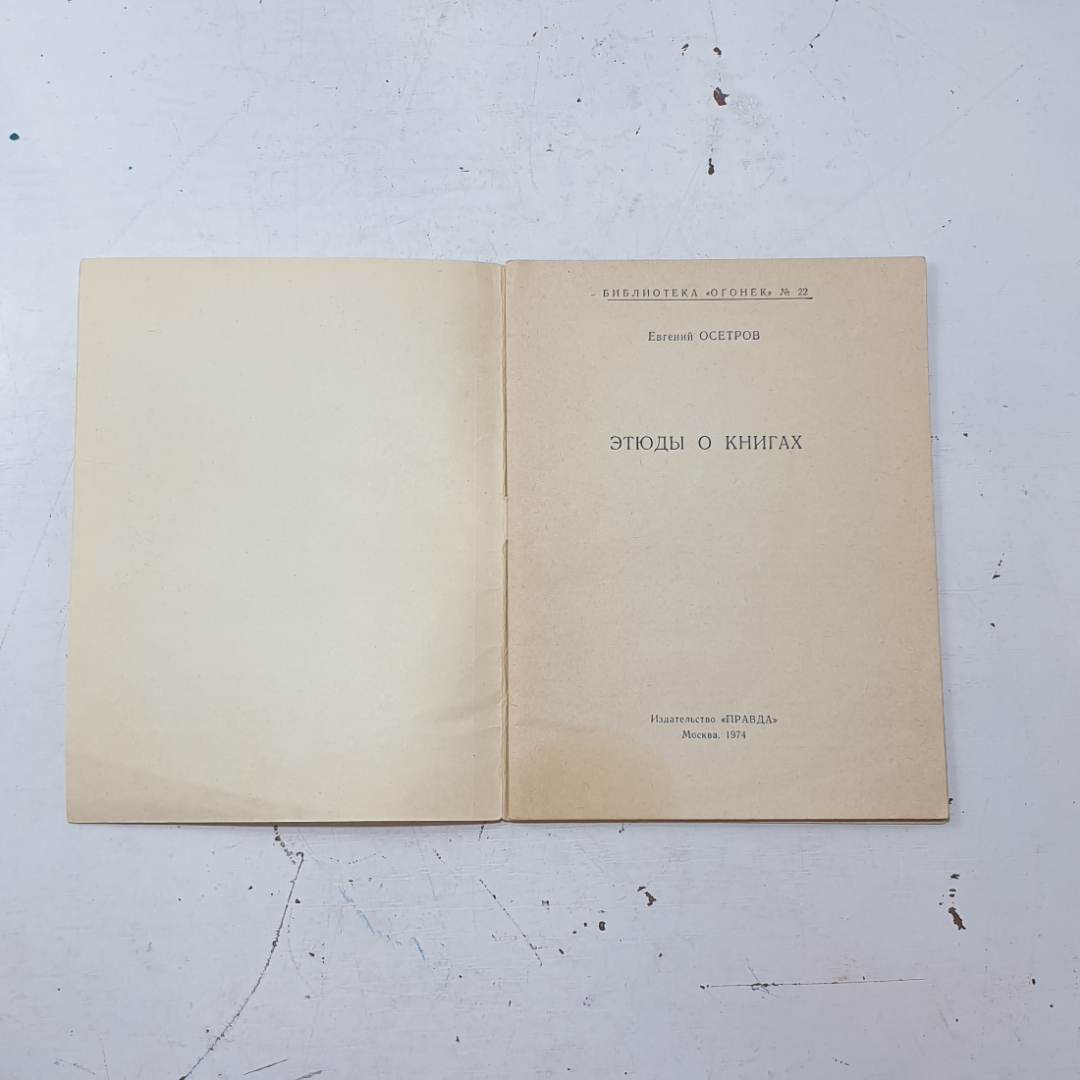 БИБЛИОТЕКА «ОГОНЕК» № 22
Евгений ОСЕТРОВ
ЭТЮДЫ О КНИГАХ
Издательство «ПРАВДА»
Москва, 1974